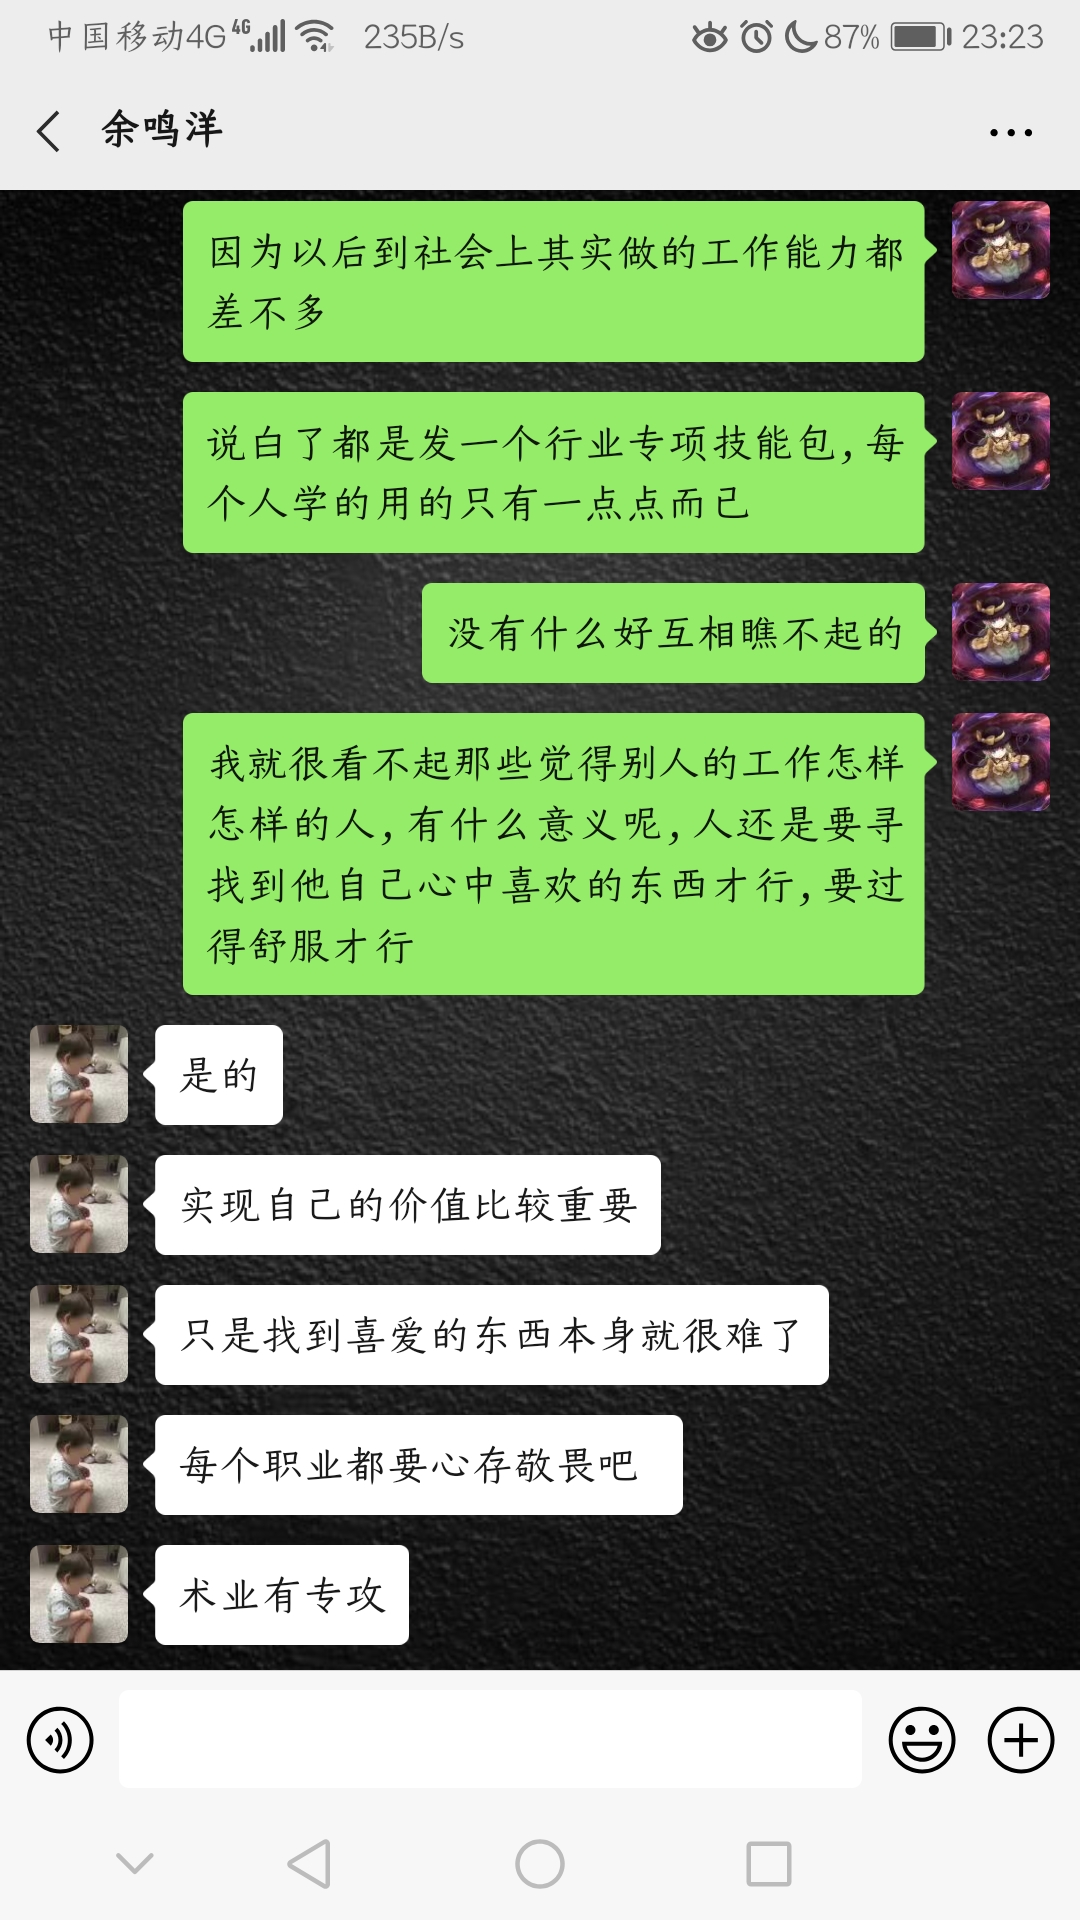 中国移动4G 4G 235B/s 87% 23:23
余鸣洋
因为以后到社会上其实做的工作能力都
差不多
说白了都是发一个行业专项技能包,每
个人学的用的只有一点点而已
没有什么好互相瞧不起的
我就很看不起那些觉得别人的工作怎样
怎样的人,有什么意义呢,人还是要寻
找到他自己心中喜欢的东西才行,要过
得舒服才行
是的
实现自己的价值比较重要
只是找到喜爱的东西本身就很难了
每个职业都要心存敬畏吧
术业有专攻